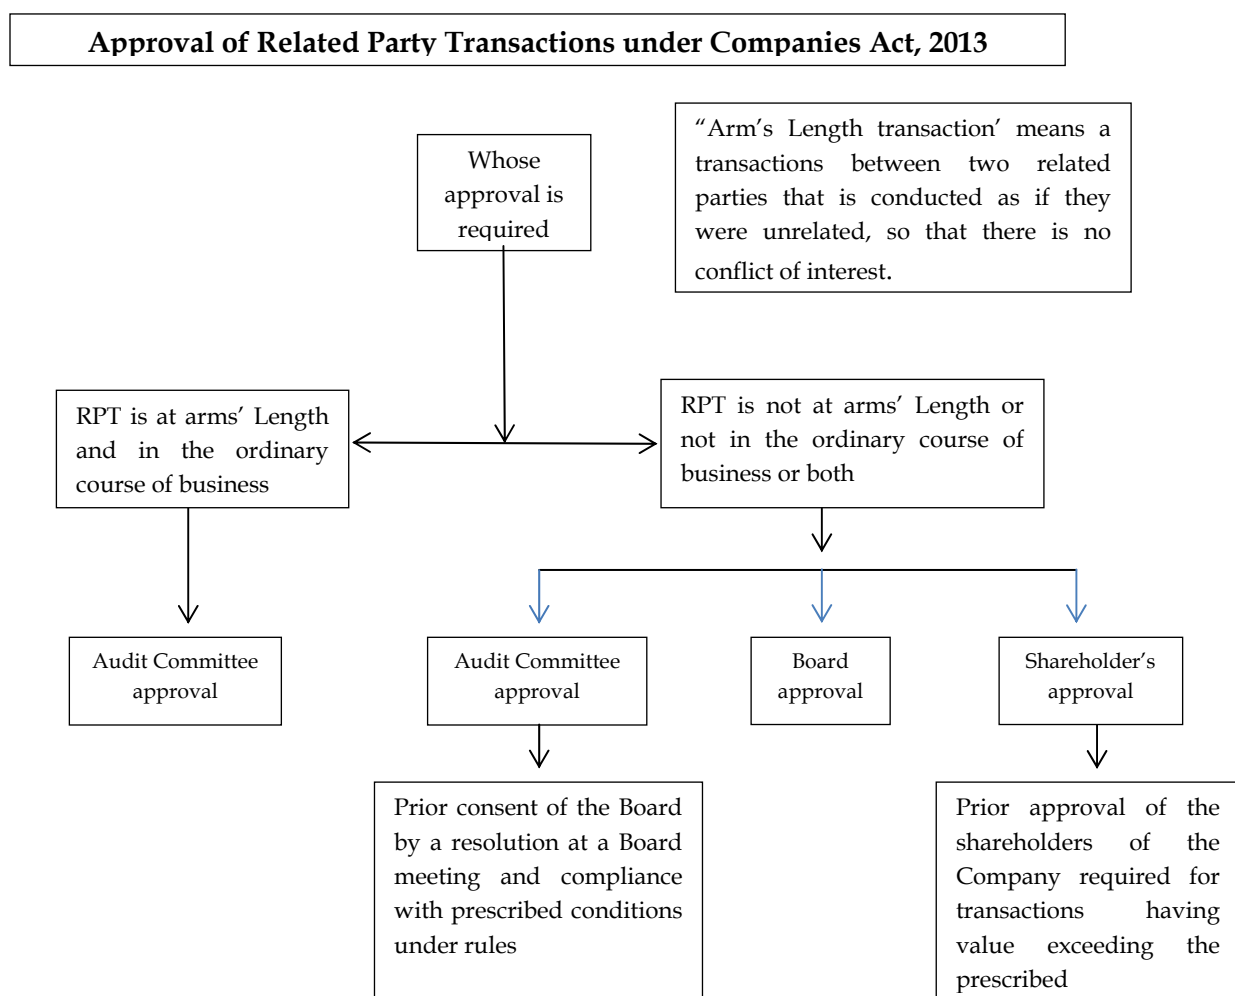 Approval of Related Party Transactions under Companies Act, 2013
Whose
approval is
required
“Arm’s Length transaction’ means a
transactions between two related
parties that is conducted as if they
were unrelated, so that there is no
conflict of interest.
RPT is at arms’ Length
and in the ordinary
course of business
RPT is not at arms’ Length or
not in the ordinary course of
business or both
Audit Committee
approval
Audit Committee
approval
Board
approval
Shareholder’s
approval
Prior consent of the Board
by a resolution at a Board
meeting and compliance
with prescribed conditions
under rules
Prior approval of the
shareholders of the
Company required for
transactions having
value exceeding the
prescribed